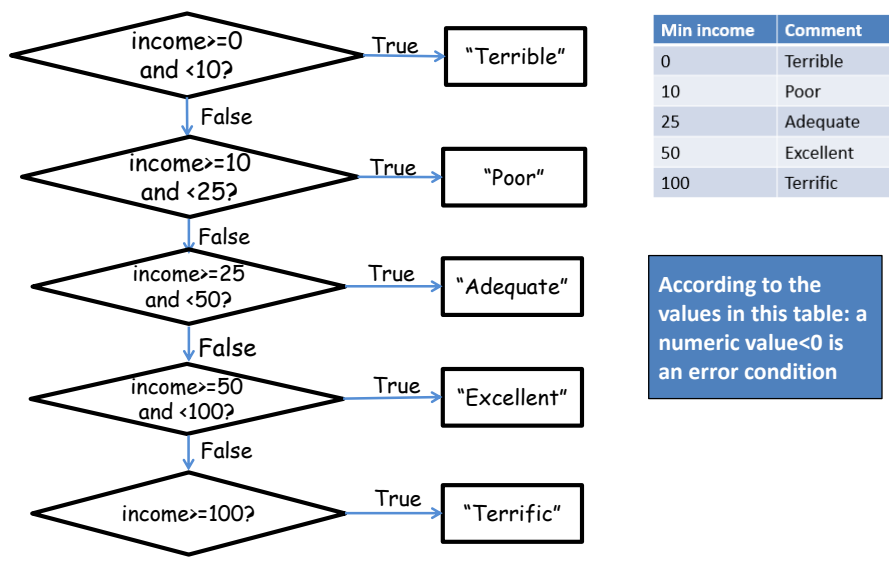 income>=0
and <10?
True
"Terrible"
False
income>=10
and <25?
True
"Poor"
False
income>=25
and <50?
True
"Adequate"
False
income>=50
and <100?
True
"Excellent"
False
income>=100?
True
"Terrific"
Min income Comment
0 Terrible
10 Poor
25 Adequate
50 Excellent
100 Terrific
According to the
values in this table: a
numeric value<0 is
an error condition